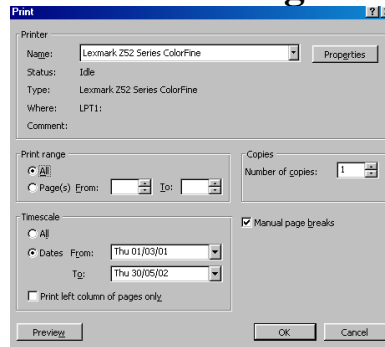 Print
Printer
Name: Lexmark Z52 Series ColorFine Properties
Status: Idle
Type: Lexmark Z52 Series ColorFine
Where: LPT1:
Comment:
Print range
All
Page(s) From: To:
Copies
Number of copies: 1
Timescale
All
Dates From: Thu 01/03/01
To: Thu 30/05/02
Print left column of pages only
Manual page breaks
Preview OK Cancel